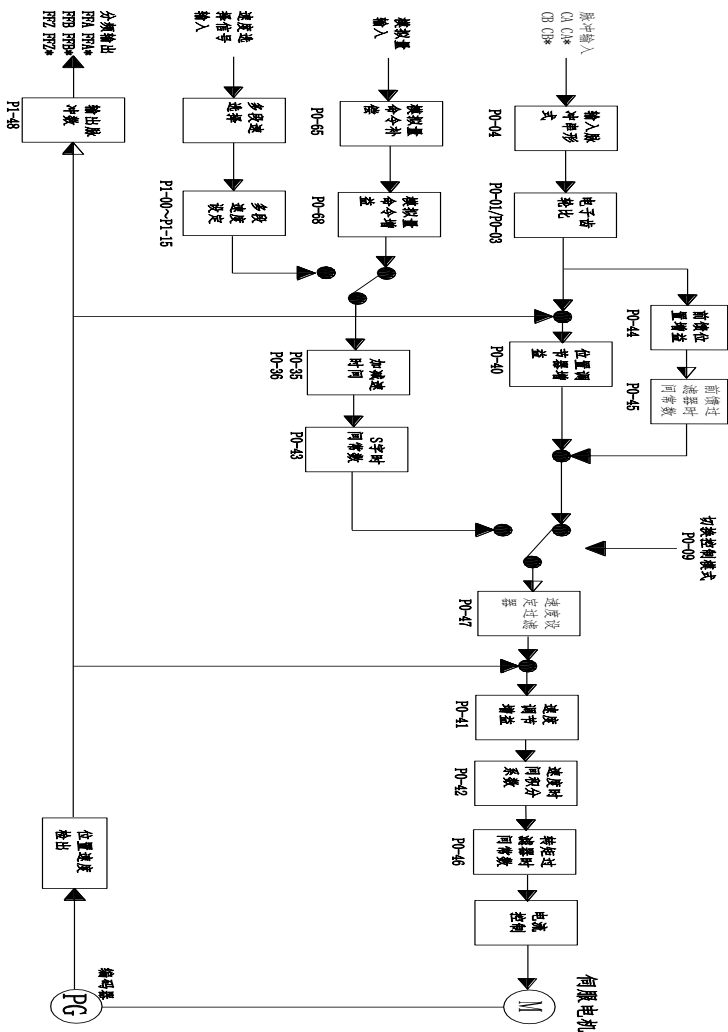 前馈位
置增益
P0-44
前馈过
滤器时
间常数
P0-45
切换控制模式
P0-09
脉冲输入
CA CA*
CB CB*
输入脉
冲串形
式
P0-04
电子齿
轮比
P0-01/P0-03
位置调
节器增
益
P0-40
速度设
定过滤
器
P0-47
速度
调节
增益
P0-41
速度时
间积分
系数
P0-42
转矩过
滤器时
间常数
P0-46
电流
控制
伺服电机
M
模拟量
输入
模拟量
命令补
偿
P0-65
模拟量
命令增
益
P0-68
加减速
时间
P0-35
P0-36
S字时
间常数
P0-43
速度选
择信号
输入
多段速
选择
多段
速度
设定
P1-00～P1-15
分频输出
FFA FFA*
FFB FFB*
FFZ FFZ*
输出脉
冲数
P1-48
位置速度
检出
编码器
PG